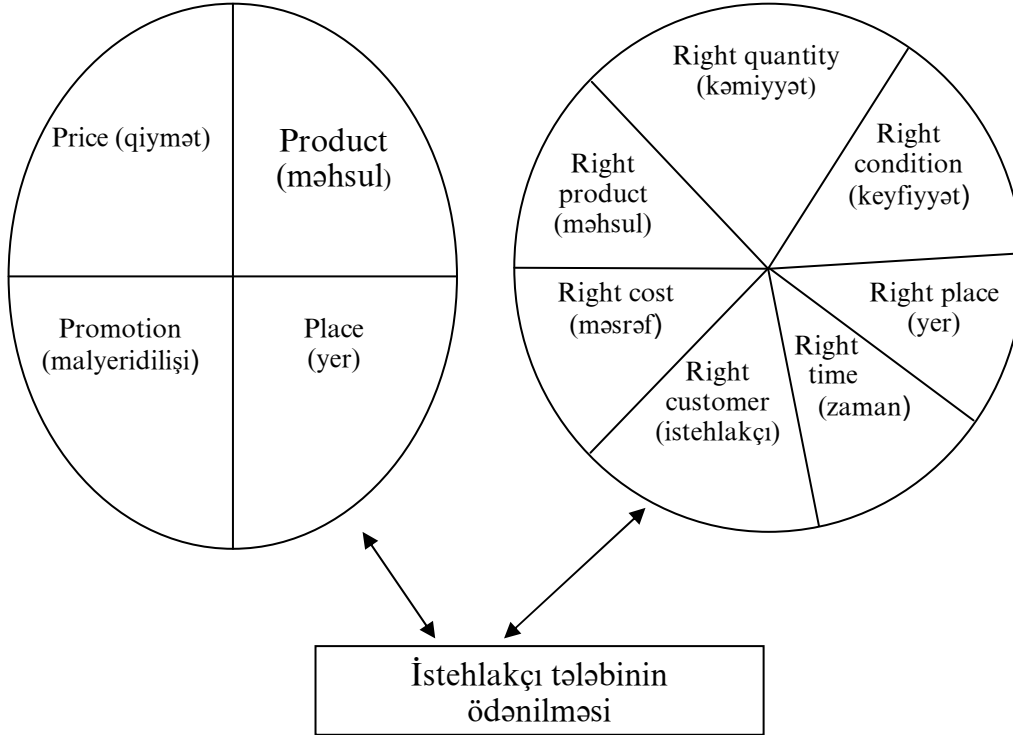 Price (qiymət)
Product
(məhsul)
Promotion
(malyeridilişi)
Place
(yer)
Right quantity
(kəmiyyət)
Right
condition
(keyfiyyət)
Right
product
(məhsul)
Right cost
(məsrəf)
Right place
(yer)
Right
time
(zaman)
Right
customer
(istehlakçı)
İstehlakçı tələbinin
ödənilməsi